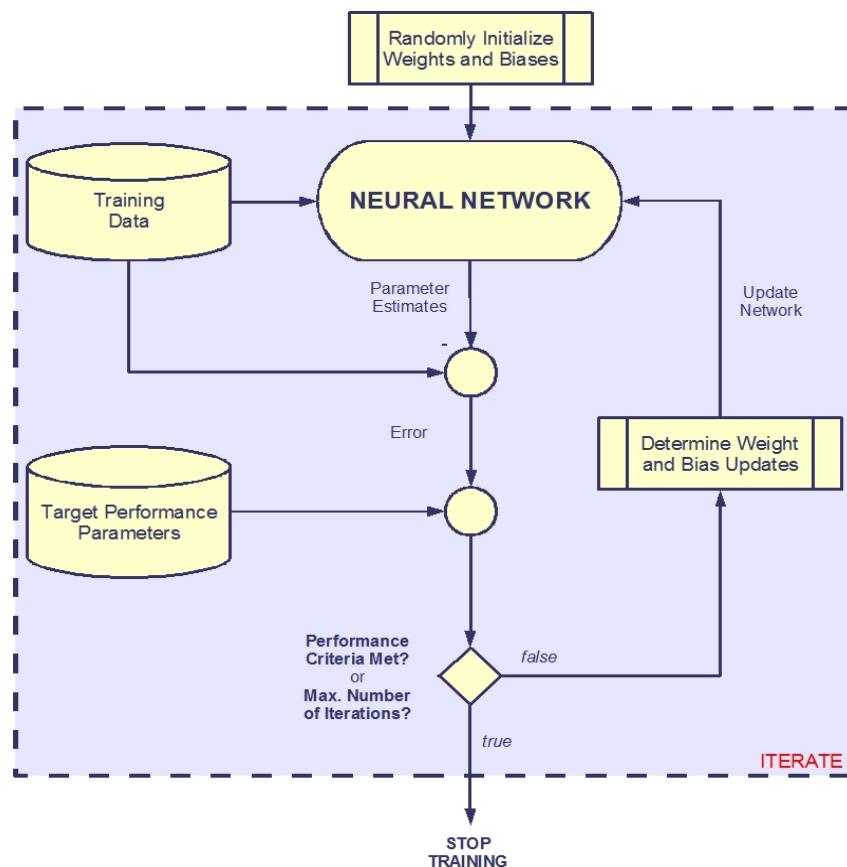 Randomly Initialize
Weights and Biases
Training
Data
NEURAL NETWORK
Parameter
Estimates
Update
Network
-
Error
Determine Weight
and Bias Updates
Target Performance
Parameters
Performance
Criteria Met?
or
Max. Number
of Iterations?
false
true
ITERATE
STOP
TRAINING